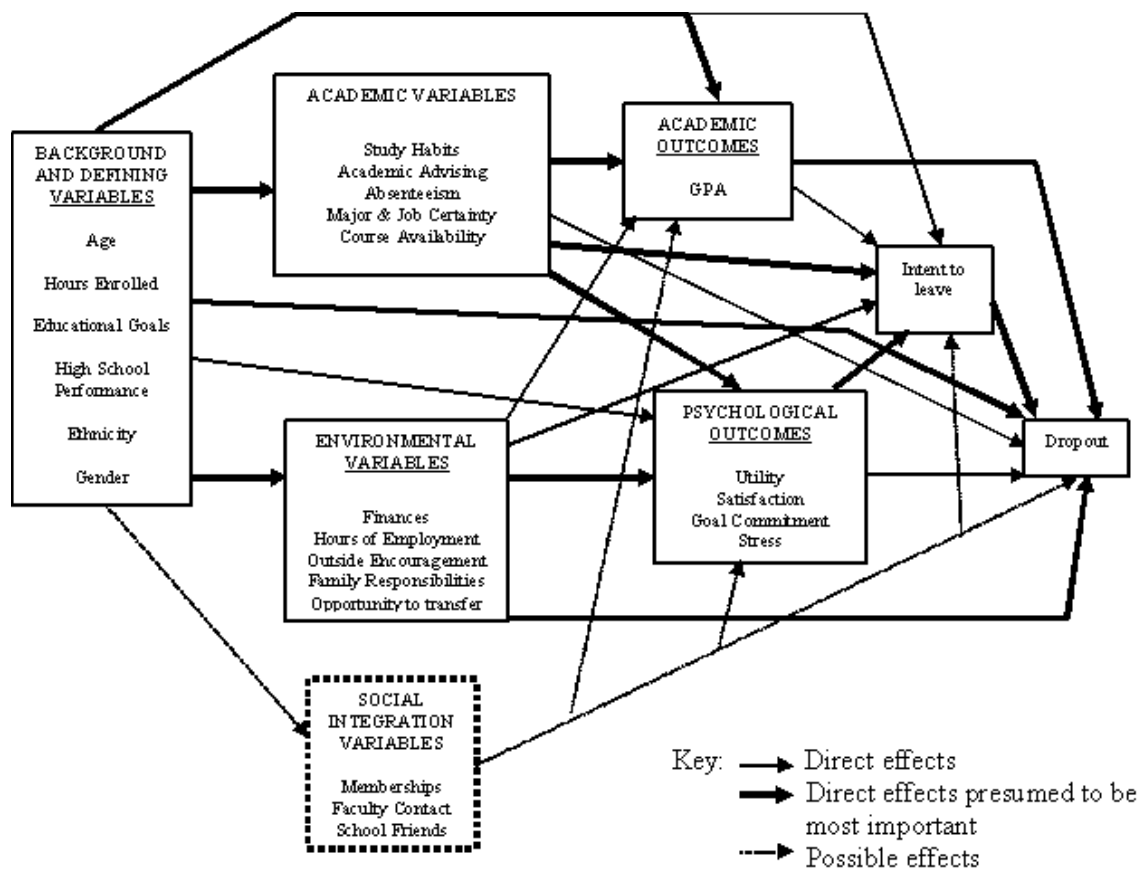 BACKGROUND
AND DEFINING
VARIABLES
Age
Hours Enrolled
Educational Goals
High School
Performance
Ethnicity
Gender
ACADEMIC VARIABLES
Study Habits
Academic Advising
Absenteeism
Major & Job Certainty
Course Availability
ENVIRONMENTAL
VARIABLES
Finances
Hours of Employment
Outside Encouragement
Family Responsibilities
Opportunity to transfer
SOCIAL
INTEGRATION
VARIABLES
Memberships
Faculty Contact
School Friends
ACADEMIC
OUTCOMES
GPA
PSYCHOLOGICAL
OUTCOMES
Utility
Satisfaction
Goal Commitment
Stress
Intent to
leave
Drop out
Key:
Direct effects
Direct effects presumed to be
most important
Possible effects